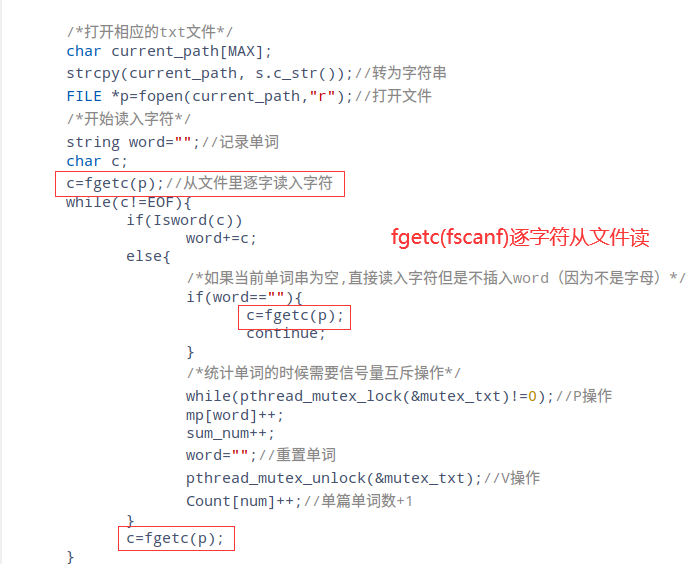 /*打开相应的txt文件*/
char current_path[MAX];
strcpy(current_path, s.c_str());//转为字符串
FILE *p=fopen(current_path,"r");//打开文件
/*开始读入字符*/
string word="";//记录单词
char c;
c=fgetc(p);//从文件里逐字读入字符
while(c!=EOF){
if(Isword(c))
word+=c;
fgetc(fscanf)逐字符从文件读
else{
/*如果当前单词串为空,直接读入字符但是不插入word（因为不是字母）*/
if(word==""){
c=fgetc(p);
continue;
}
/*统计单词的时候需要信号量互斥操作*/
while(pthread_mutex_lock(&mutex_txt)!=0);//P操作
mp[word]++;
sum_num++;
word="";//重置单词
pthread_mutex_unlock(&mutex_txt);//V操作
Count[num]++;//单篇单词数+1
}
c=fgetc(p);
}